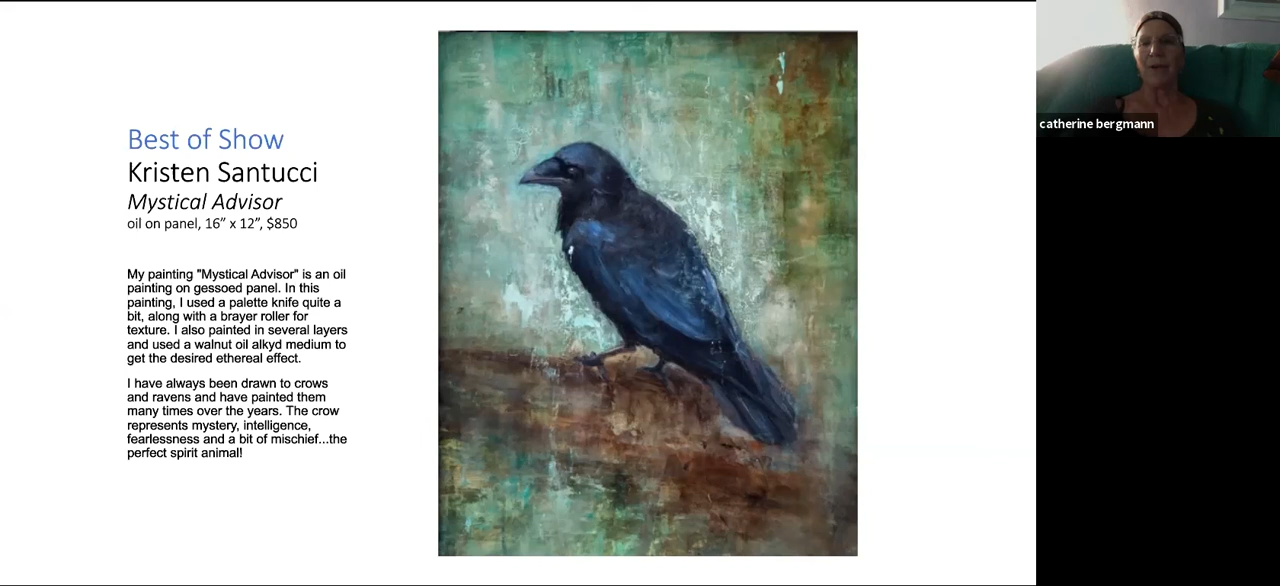 Best of Show
Kristen Santucci
Mystical Advisor
oil on panel, 16” x 12”, $850
My painting "Mystical Advisor" is an oil
painting on gessoed panel. In this
painting, I used a palette knife quite a
bit, along with a brayer roller for
texture. I also painted in several layers
and used a walnut oil alkyd medium to
get the desired ethereal effect.
I have always been drawn to crows
and ravens and have painted them
many times over the years. The crow
represents mystery, intelligence,
fearlessness and a bit of mischief...the
perfect spirit animal!
catherine bergmann